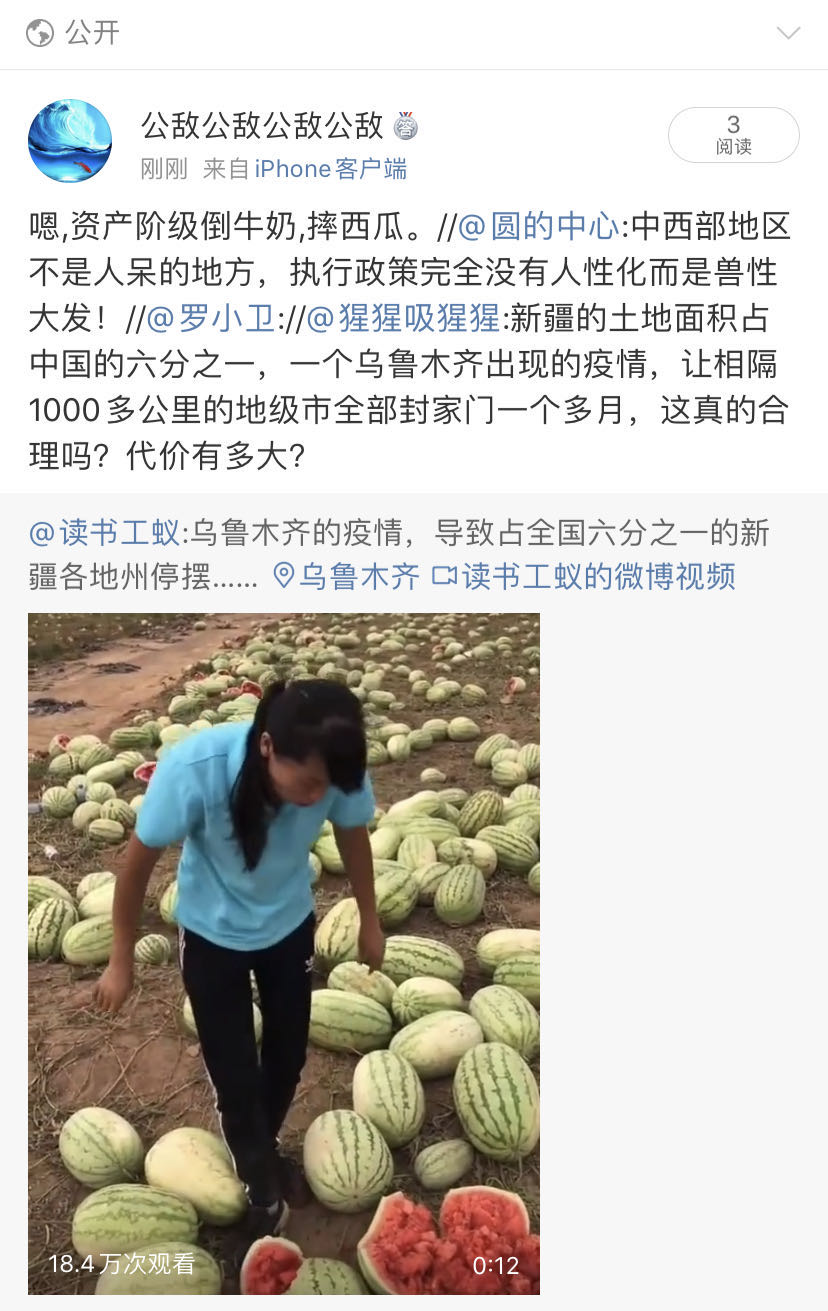 公开
公敌公敌公敌公敌 答
3
阅读
刚刚 来自 iPhone客户端
嗯,资产阶级倒牛奶,摔西瓜。//@圆的中心:中西部地区
不是人呆的地方，执行政策完全没有人性化而是兽性
大发！//@罗小卫://@猩猩吸猩猩:新疆的土地面积占
中国的六分之一，一个乌鲁木齐出现的疫情，让相隔
1000多公里的地级市全部封家门一个多月，这真的合
理吗？代价有多大？
@读书工蚁:乌鲁木齐的疫情，导致占全国六分之一的新
疆各地州停摆…… 乌鲁木齐 读书工蚁的微博视频
18.4万次观看
0:12